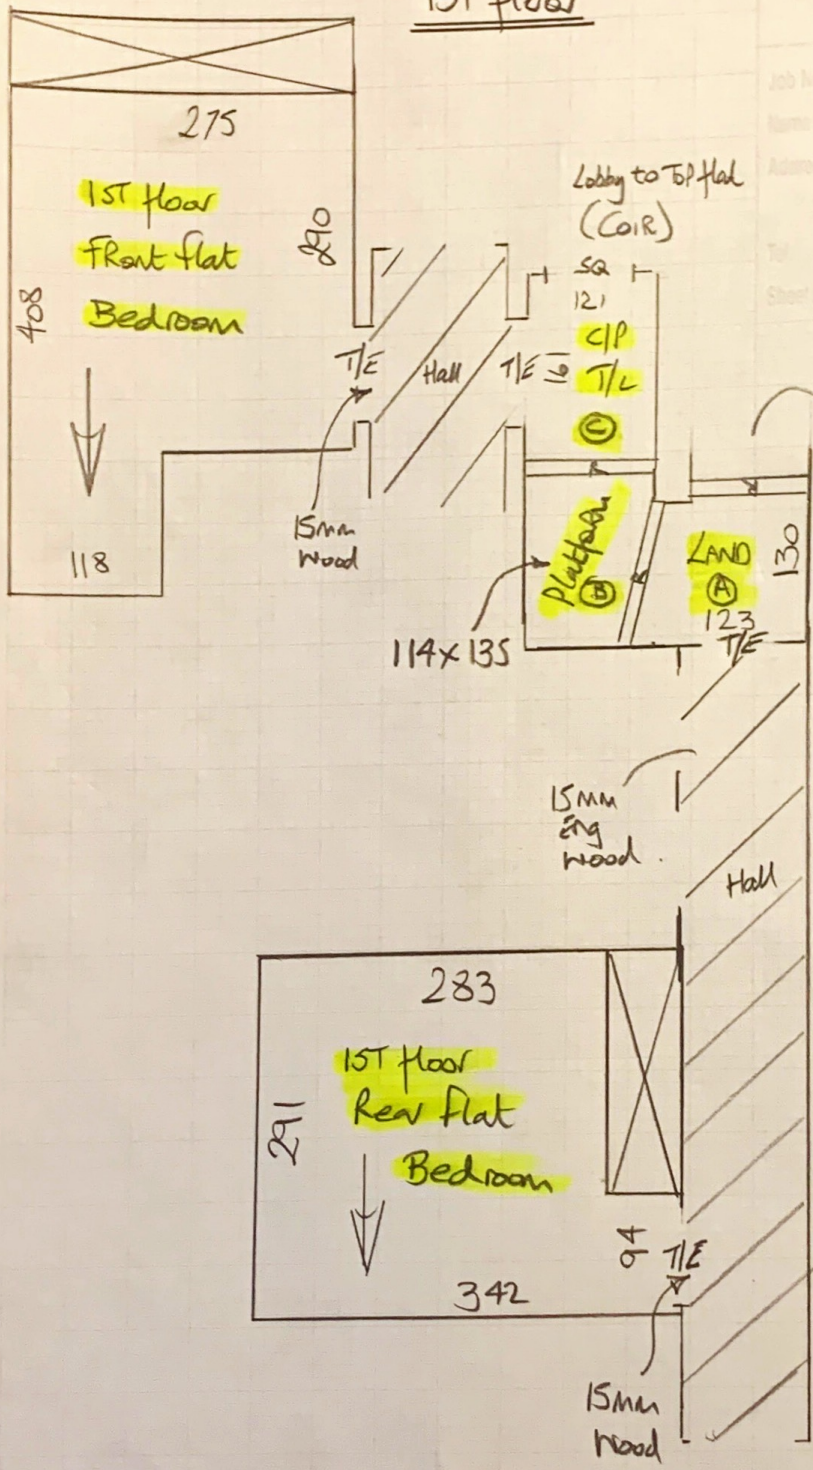 1ST floor
275
1ST floor
Front flat
Bedroom
290
408
118
Lobby to Top flat
(COIR)
SQ
121
C/P
T/L
C
T/E
Hall
T/E
15mm
wood
Platform
B
114x135
LAND
A
123
130
T/E
15mm
Eng
wood.
Hall
283
1ST floor
Rear flat
Bedroom
291
94
T/E
342
15mm
wood